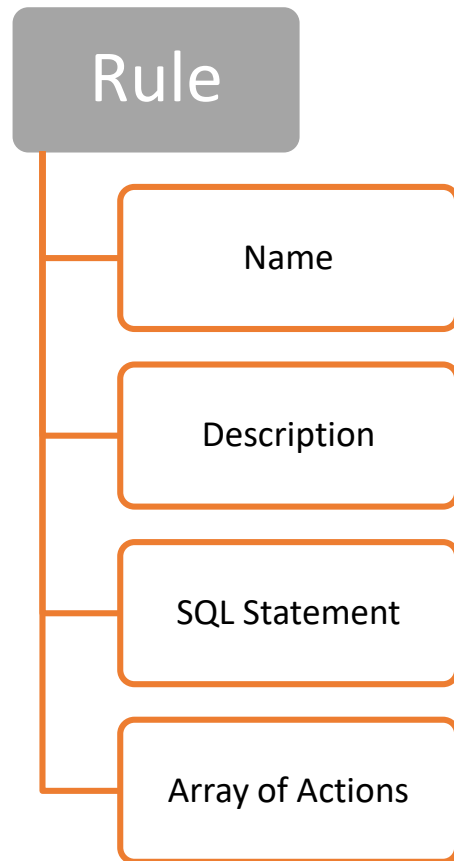 Rule
Name
Description
SQL Statement
Array of Actions